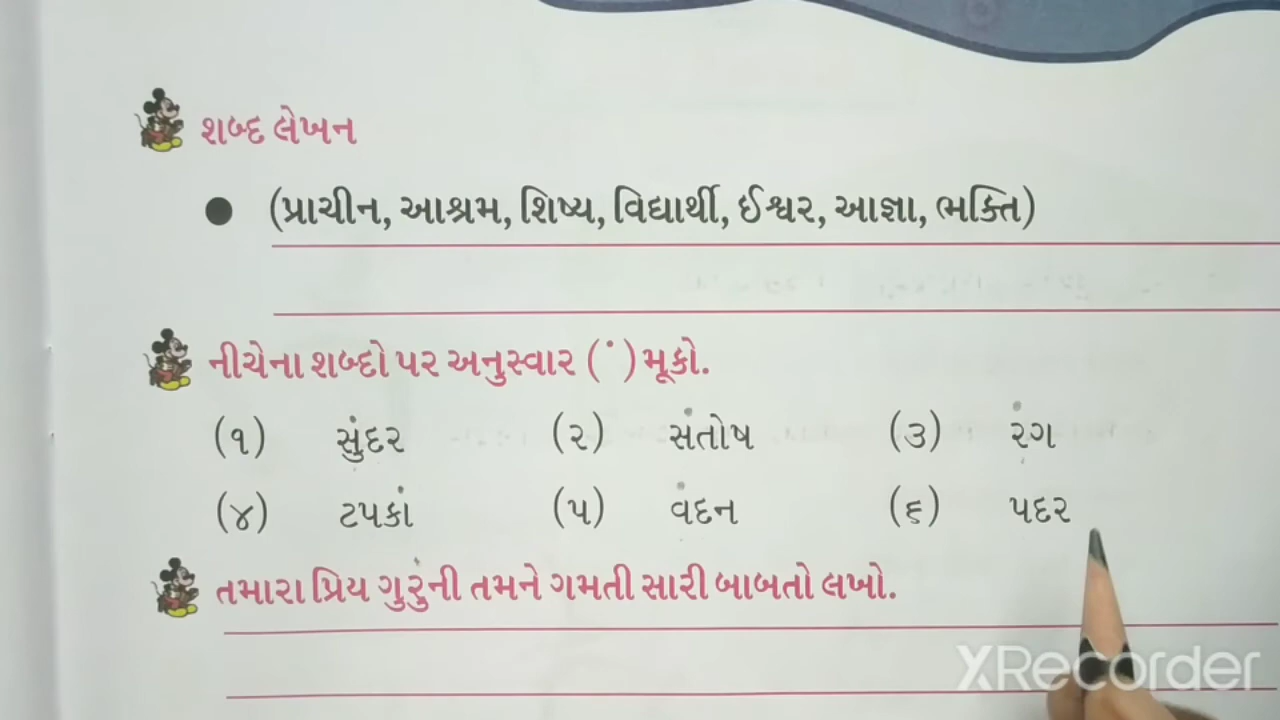 શબ્દ લેખન
● (પ્રાચીન, આશ્રમ, શિષ્ય, વિદ્યાર્થી, ઈશ્વર, આજ્ઞા, ભક્તિ)
નીચેના શબ્દો પર અનુસ્વાર (ં) મૂકો.
(૧) સુંદર (૨) સંતોષ (૩) રંગ
(૪) ટપકાં (૫) વંદન (૬) પદર
તમારા પ્રિય ગુરુંની તમને ગમતી સારી બાબતો લખો.
XRecorder